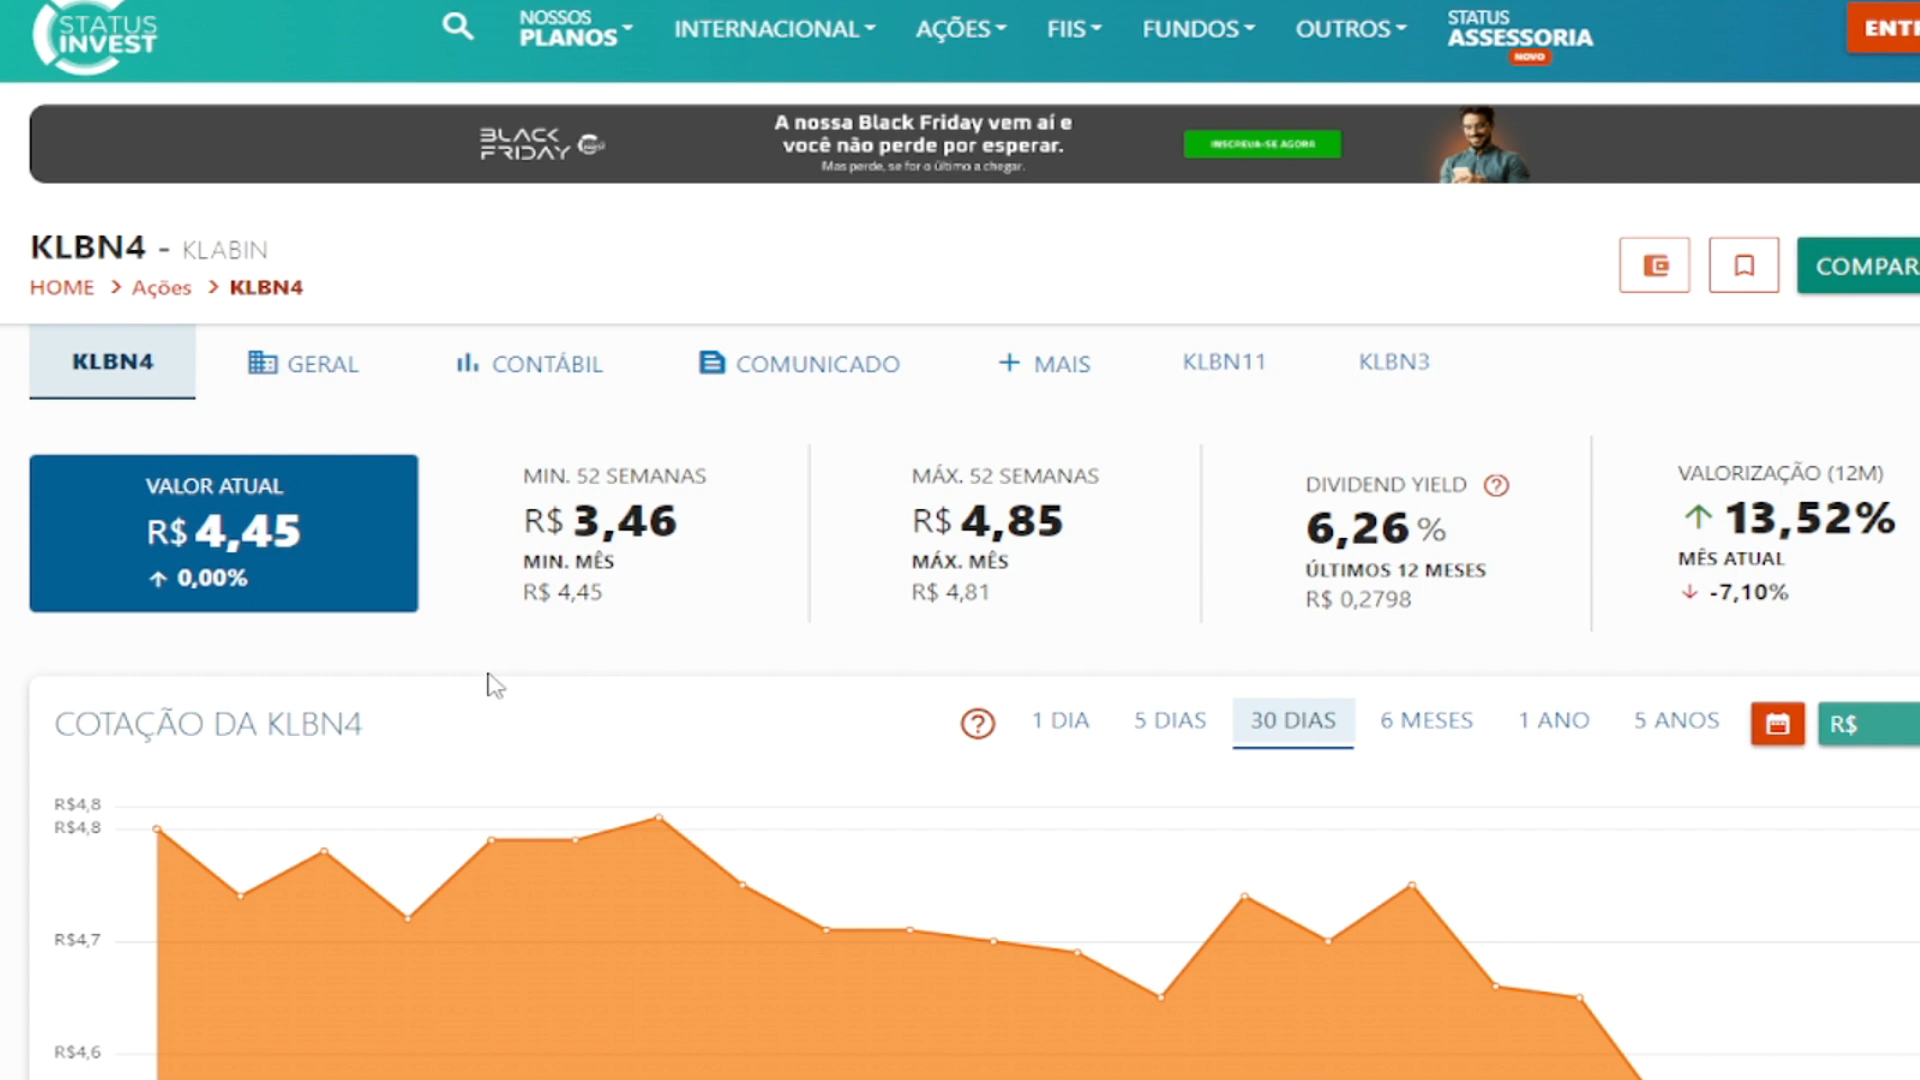 STATUS
INVEST
NOSSOS
PLANOS
INTERNACIONAL
AÇÕES
FIIS
FUNDOS
OUTROS
STATUS
ASSESSORIA
NOVO
ENTR
BLACK
FRIDAY
A nossa Black Friday vem aí e
você não perde por esperar.
Mas perde, se for o último a chegar.
INSCREVA-SE AGORA
KLBN4 - KLABIN
HOME > Ações > KLBN4
COMPARA
KLBN4
GERAL
CONTÁBIL
COMUNICADO
+ MAIS
KLBN11
KLBN3
VALOR ATUAL
R$ 4,45
0,00%
MIN. 52 SEMANAS
R$ 3,46
MIN. MÊS
R$ 4,45
MÁX. 52 SEMANAS
R$ 4,85
MÁX. MÊS
R$ 4,81
DIVIDEND YIELD ?
6,26 %
ÚLTIMOS 12 MESES
R$ 0,2798
VALORIZAÇÃO (12M)
13,52%
MÊS ATUAL
-7,10%
COTAÇÃO DA KLBN4
?
1 DIA
5 DIAS
30 DIAS
6 MESES
1 ANO
5 ANOS
R$
R$4,8
R$4,8
R$4,7
R$4,6